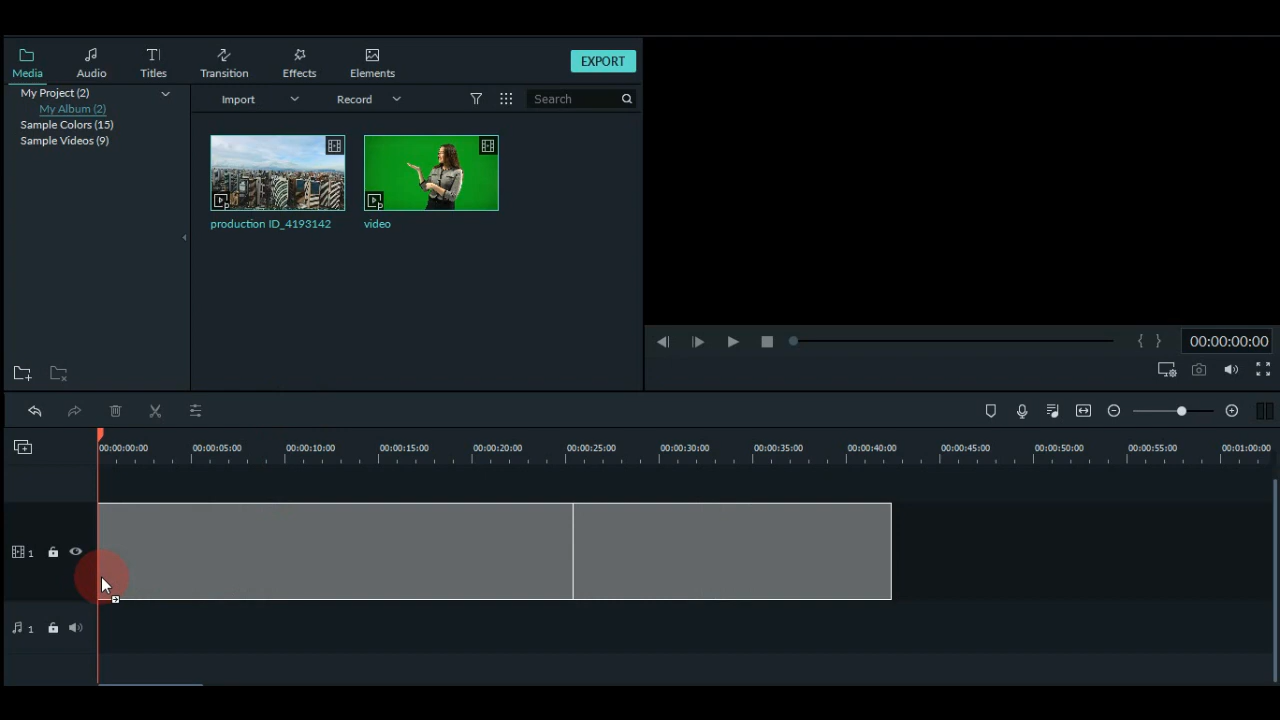 Media Audio Titles Transition Effects Elements EXPORT
My Project (2)
My Album (2)
Sample Colors (15)
Sample Videos (9)
Import Record Search
production ID_4193142 video
{ } 00:00:00:00
00:00:00:00 00:00:05:00 00:00:10:00 00:00:15:00 00:00:20:00 00:00:25:00 00:00:30:00 00:00:35:00 00:00:40:00 00:00:45:00 00:00:50:00 00:00:55:00 00:01:00:00
1
1